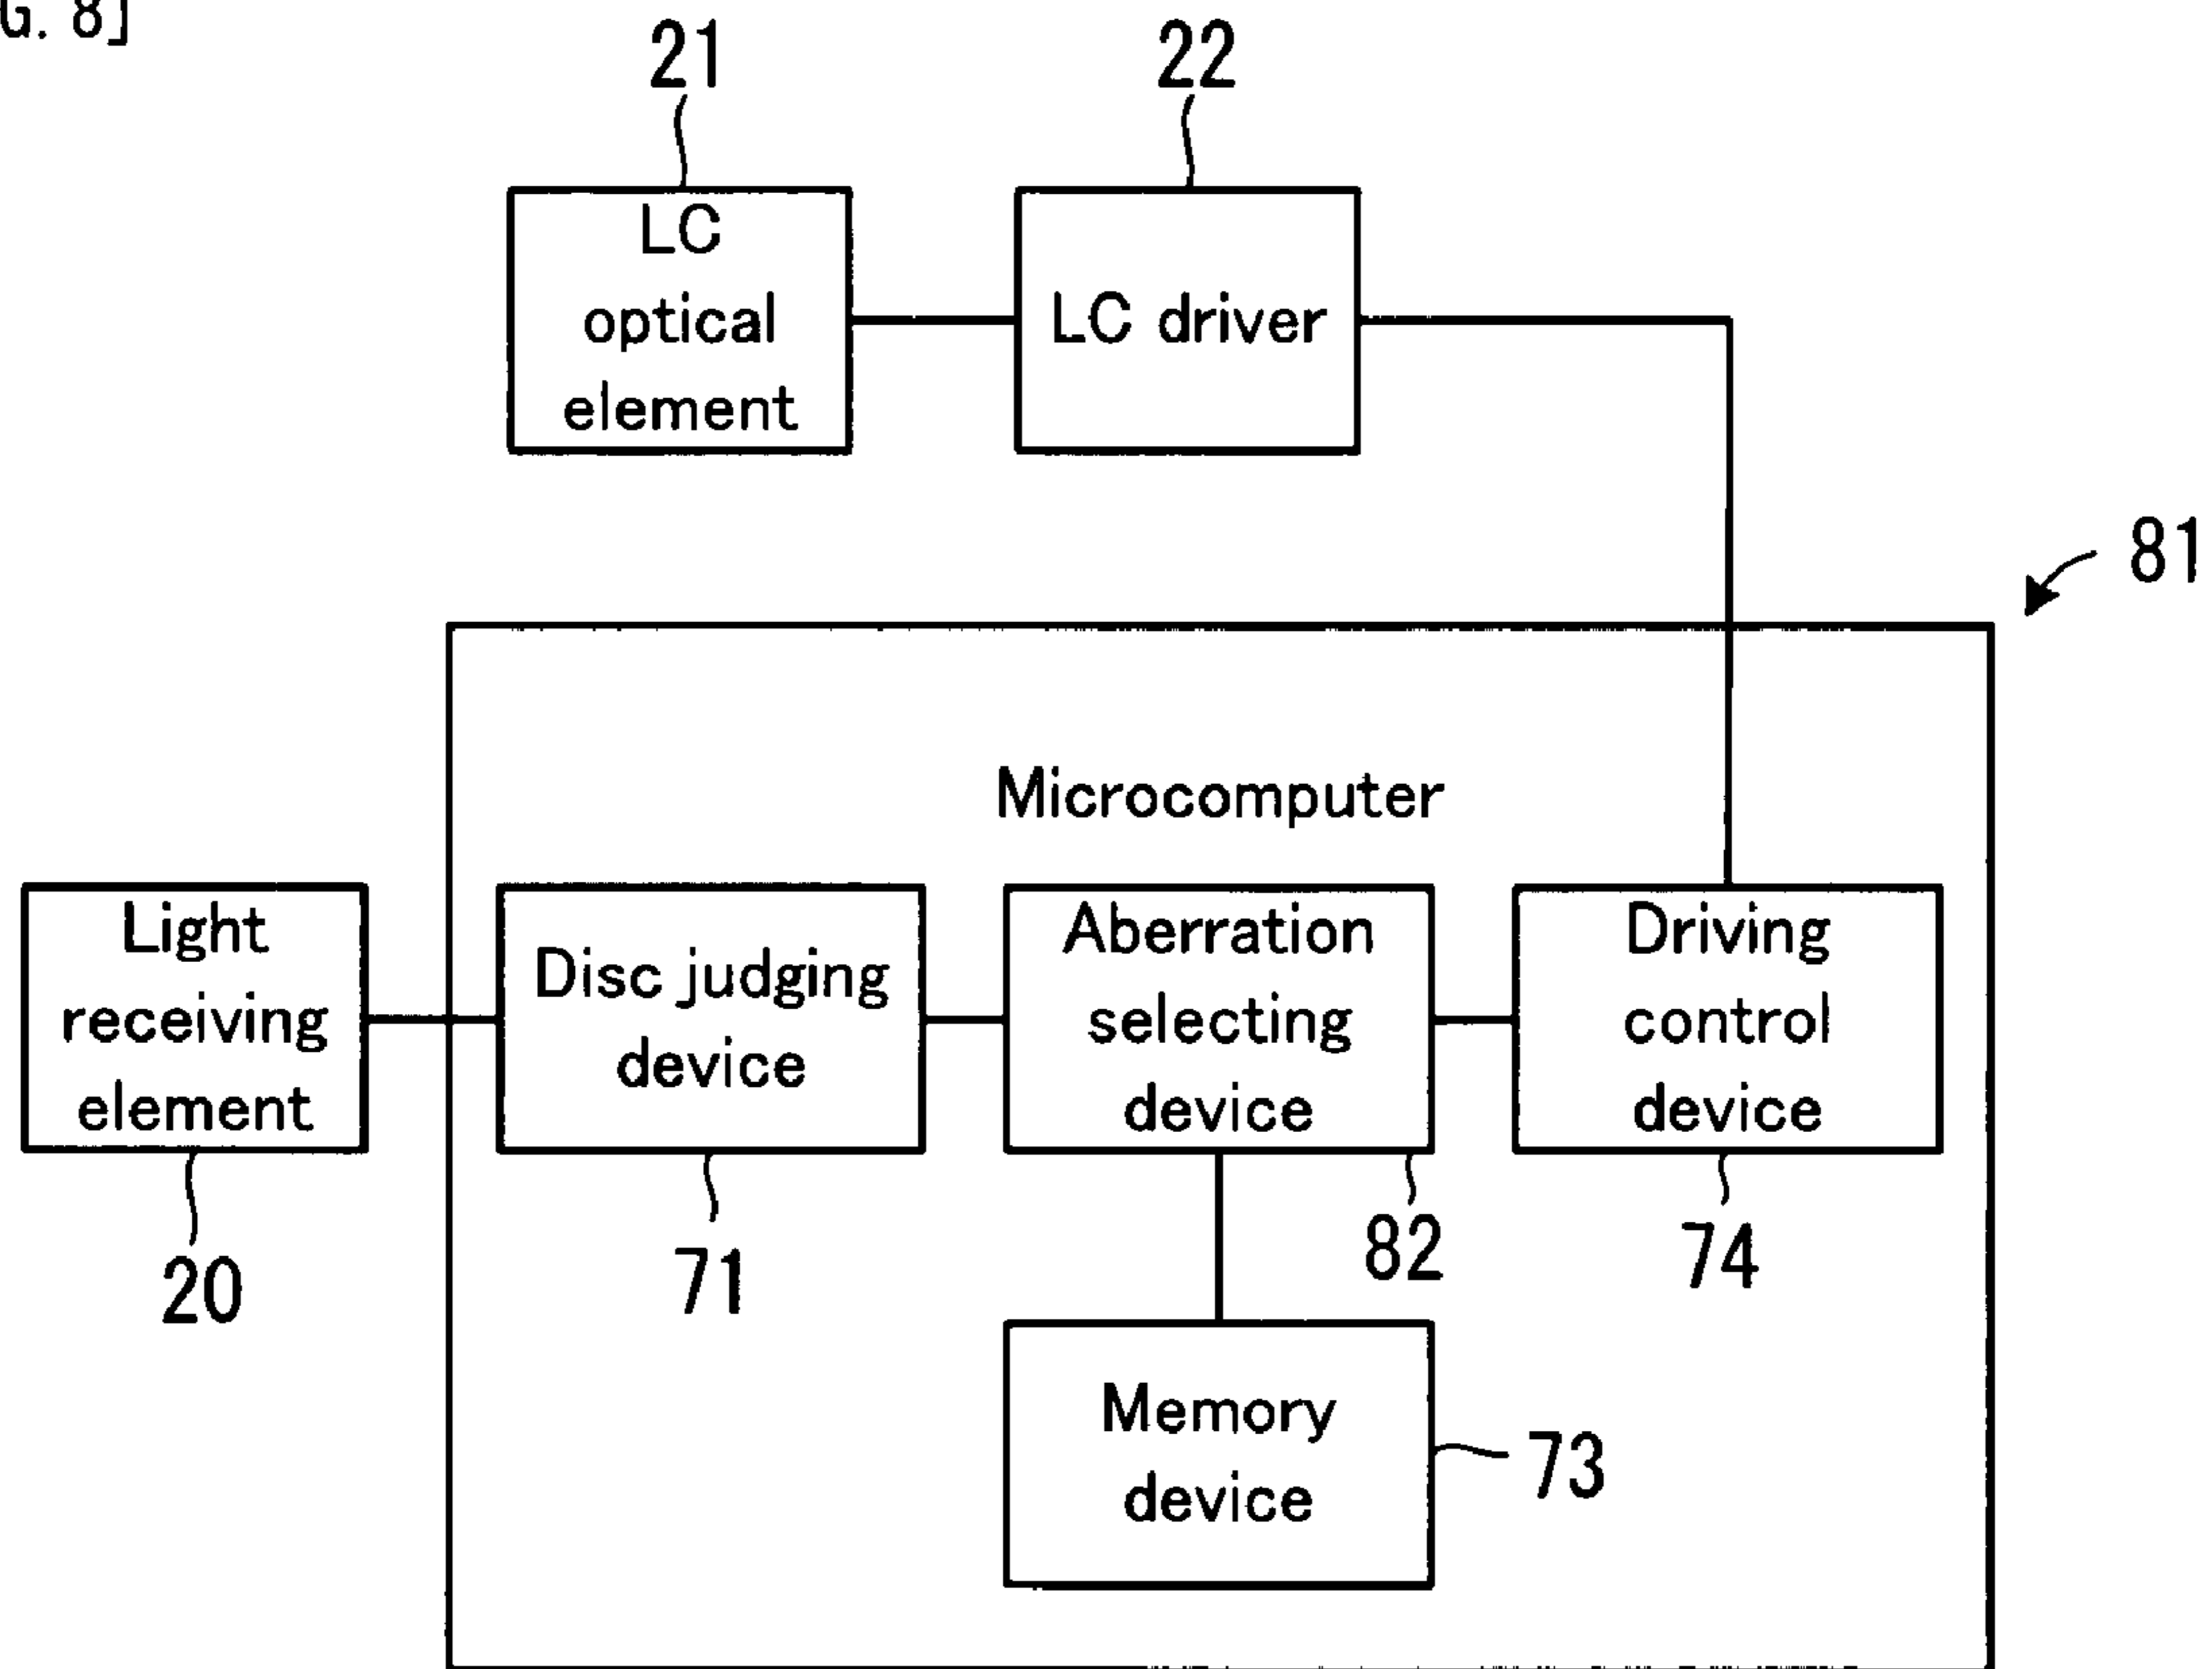 G. 8]
21
22
LC
optical
element
LC driver
81
Microcomputer
Light
receiving
element
Disc judging
device
Aberration
selecting
device
Driving
control
device
20
71
82
74
Memory
device
73